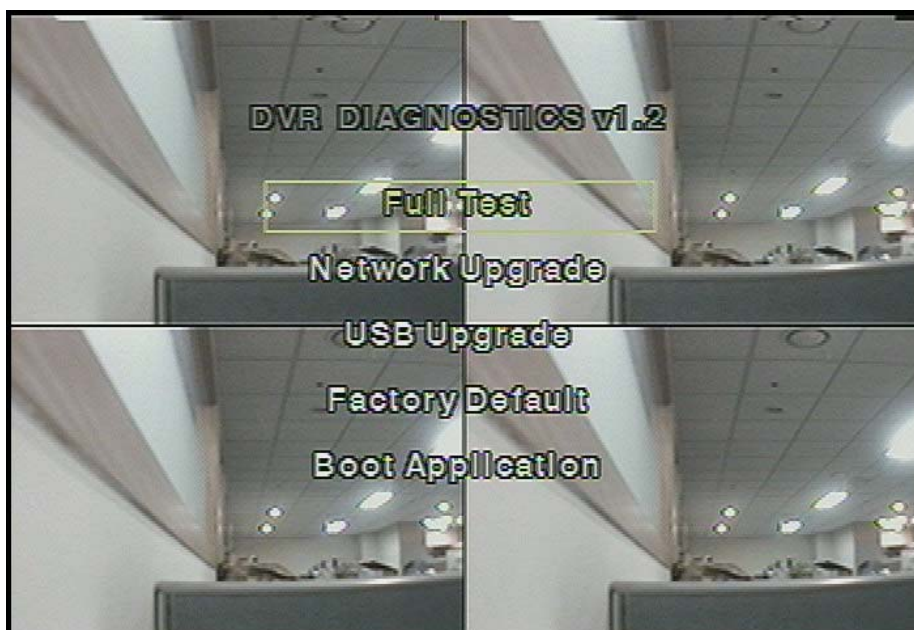 DVR DIAGNOSTICS v1.2
Full Test
Network Upgrade
USB Upgrade
Factory Default
Boot Application